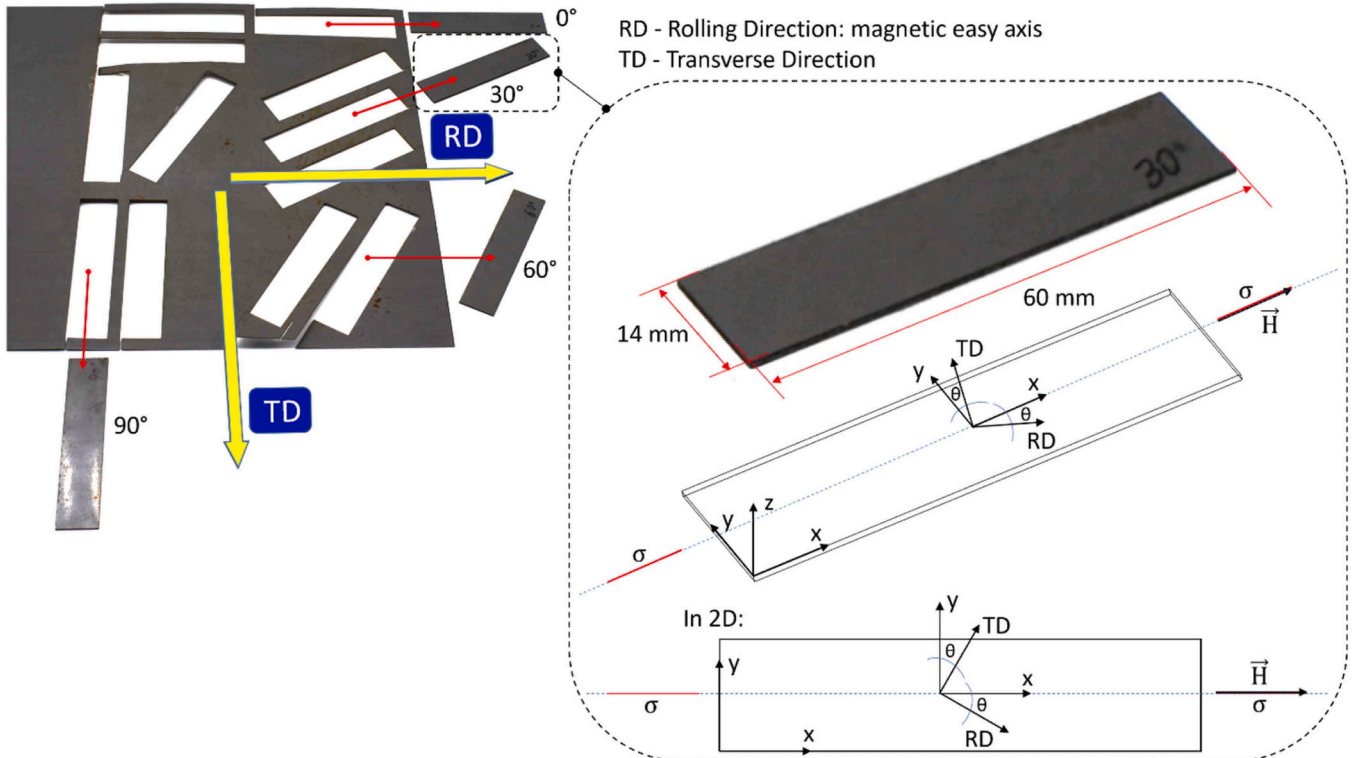 0°
30°
RD - Rolling Direction: magnetic easy axis
TD - Transverse Direction
RD
60°
TD
90°
30°
60 mm
14 mm
σ
H
TD
y
θ
x
θ
RD
z
y
x
σ
In 2D:
y
TD
θ
y
x
H
σ
σ
θ
x
RD